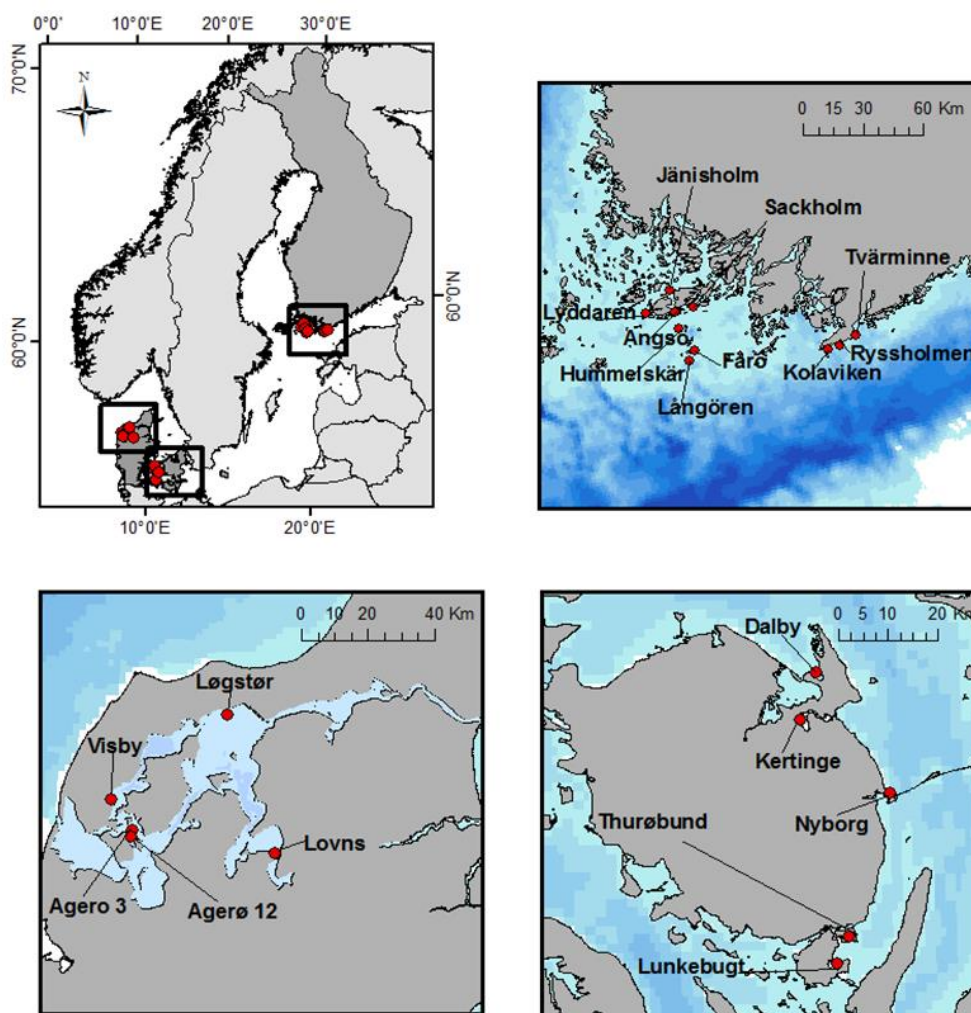 0°0' 10°0'E 20°0'E 30°0'E
70°0'N
N
60°0'N
60°0'N
10°0'E 20°0'E
0 15 30 60 Km
Jänisholm
Sackholm
Tvärminne
Lyddaren
Ängsö
Fårö
Ryssholmen
Hummelskär
Kolaviken
Långören
0 10 20 40 Km
Løgstør
Visby
Lovns
Agero 3
Agerø 12
0 5 10 20 Km
Dalby
Kertinge
Thurøbund
Nyborg
Lunkebugt